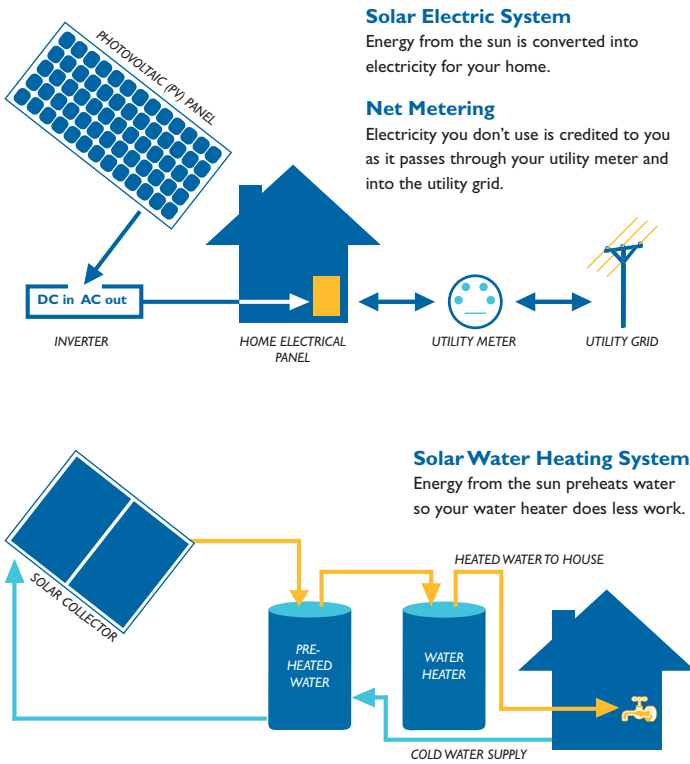 Solar Electric System
Energy from the sun is converted into
electricity for your home.
Net Metering
Electricity you don't use is credited to you
as it passes through your utility meter and
into the utility grid.
PHOTOVOLTAIC (PV) PANEL
DC in AC out
INVERTER
HOME ELECTRICAL
PANEL
UTILITY METER
UTILITY GRID
Solar Water Heating System
Energy from the sun preheats water
so your water heater does less work.
SOLAR COLLECTOR
HEATED WATER TO HOUSE
PRE-
HEATED
WATER
WATER
HEATER
COLD WATER SUPPLY